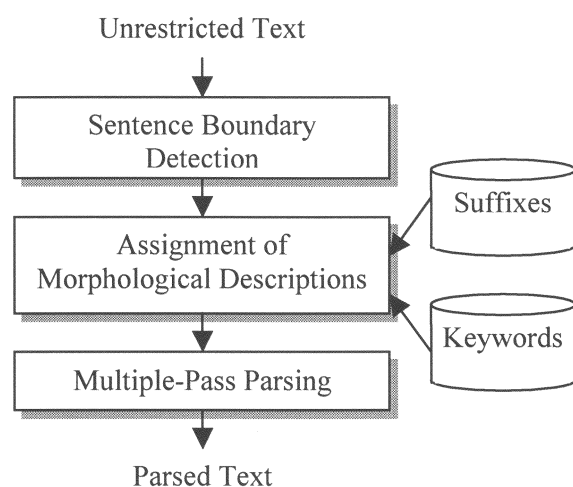 Unrestricted Text
Sentence Boundary
Detection
Assignment of
Morphological Descriptions
Suffixes
Keywords
Multiple-Pass Parsing
Parsed Text